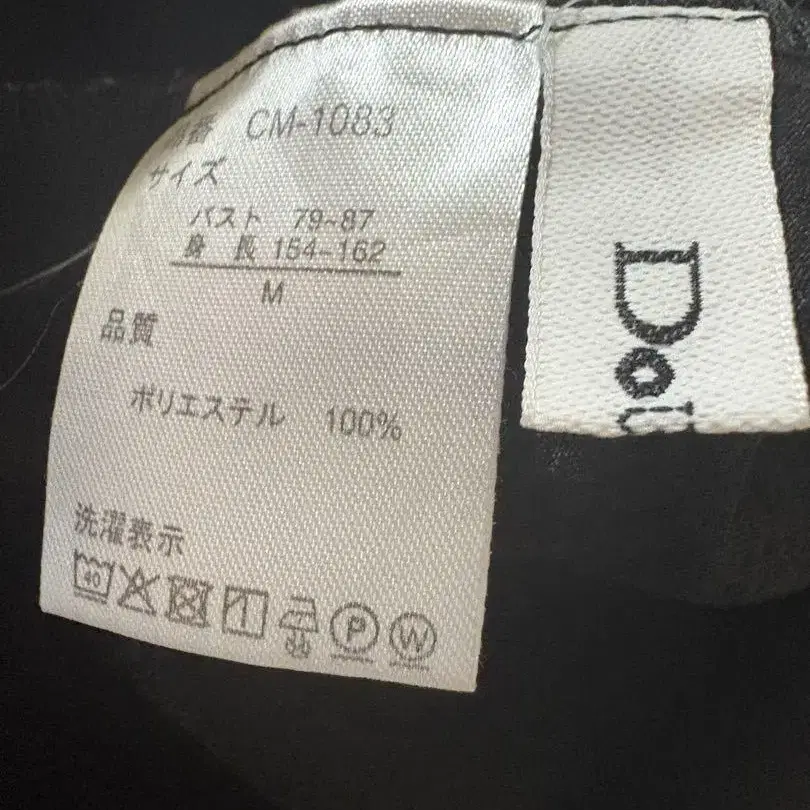 品番 CM-1083
サイズ
バスト 79~87
身 長 154~162
M
品質
ポリエステル 100%
洗濯表示
40 P W